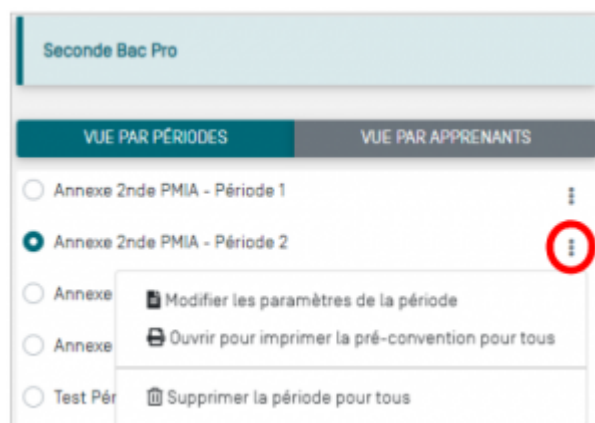 Seconde Bac Pro
VUE PAR PÉRIODES VUE PAR APPRENANTS
Annexe 2nde PMIA - Période 1
Annexe 2nde PMIA - Période 2
Annexe
Modifier les paramètres de la période
Ouvrir pour imprimer la pré-convention pour tous
Annexe
Test Pér
Supprimer la période pour tous